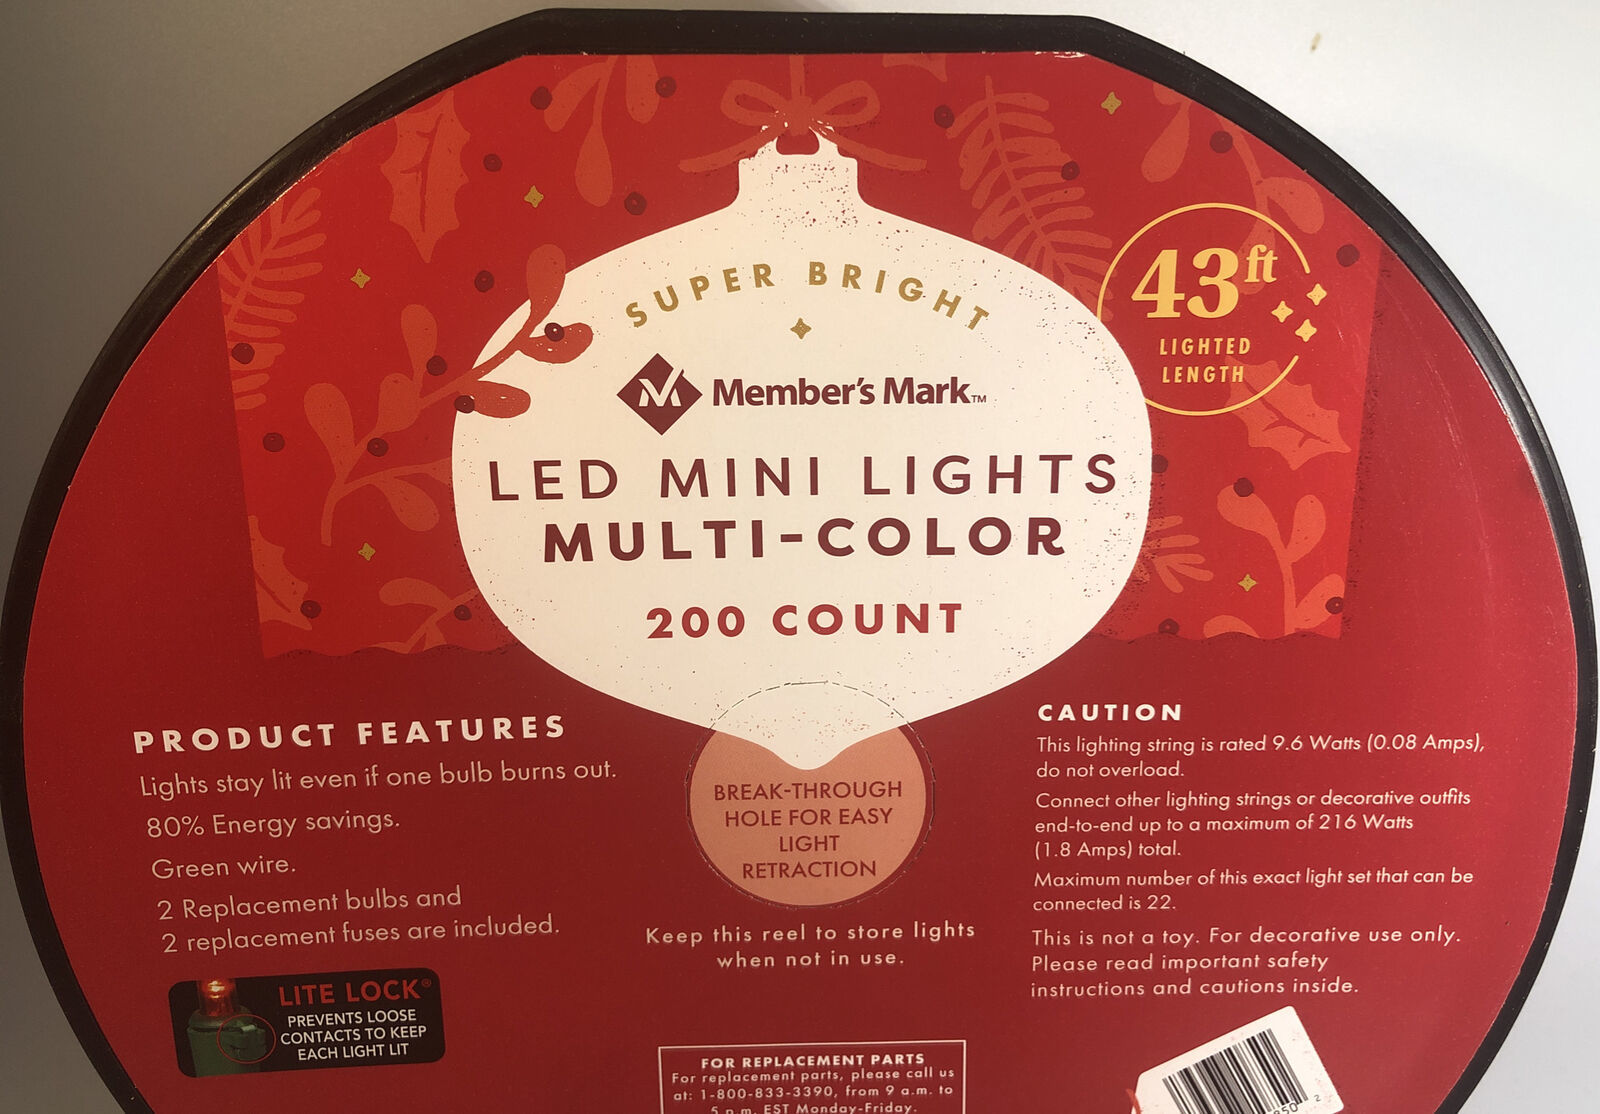 SUPER BRIGHT
43ft
LIGHTED
LENGTH
Member's Mark™
LED MINI LIGHTS
MULTI-COLOR
200 COUNT
PRODUCT FEATURES
Lights stay lit even if one bulb burns out.
80% Energy savings.
Green wire.
2 Replacement bulbs and
2 replacement fuses are included.
LITE LOCK®
PREVENTS LOOSE
CONTACTS TO KEEP
EACH LIGHT LIT
BREAK-THROUGH
HOLE FOR EASY
LIGHT
RETRACTION
Keep this reel to store lights
when not in use.
FOR REPLACEMENT PARTS
For replacement parts, please call us
at: 1-800-833-3390, from 9 a.m. to
5 p.m. EST Monday-Friday.
CAUTION
This lighting string is rated 9.6 Watts (0.08 Amps),
do not overload.
Connect other lighting strings or decorative outfits
end-to-end up to a maximum of 216 Watts
(1.8 Amps) total.
Maximum number of this exact light set that can be
connected is 22.
This is not a toy. For decorative use only.
Please read important safety
instructions and cautions inside.
2